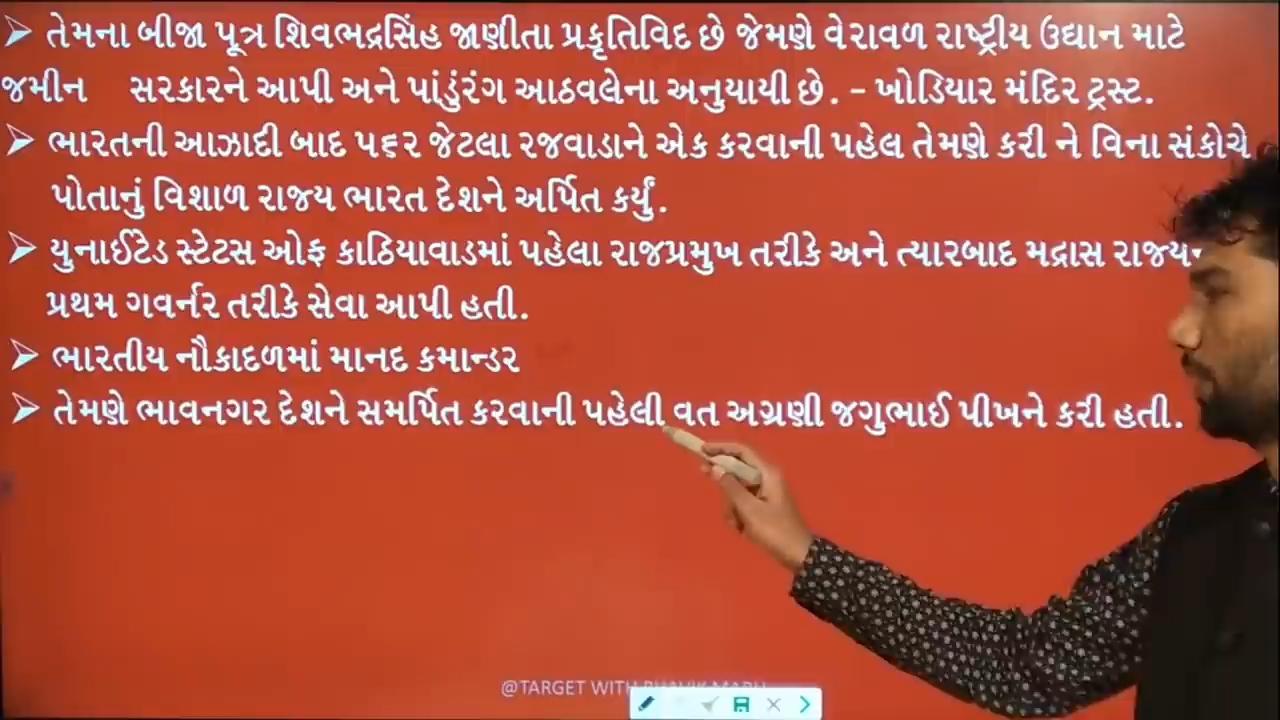 ➢ તેમના બીજા પૂત્ર શિવભદ્રસિંહ જાણીતા પ્રકૃતિવિદ છે જેમણે વેરાવળ રાષ્ટ્રીય ઉદ્યાન માટે
જમીન સરકારને આપી અને પાંડુંરંગ આઠવલેના અનુયાયી છે. – ખોડિયાર મંદિર ટ્રસ્ટ.
➢ ભારતની આઝાદી બાદ ૫૬૨ જેટલા રજવાડાને એક કરવાની પહેલ તેમણે કરી ને વિના સંકોચે
પોતાનું વિશાળ રાજ્ય ભારત દેશને અર્પિત કર્યું.
➢ યુનાઈટેડ સ્ટેટસ ઓફ કાઠિયાવાડમાં પહેલા રાજપ્રમુખ તરીકે અને ત્યારબાદ મદ્રાસ
પ્રથમ ગવર્નર તરીકે સેવા આપી હતી.
➢ ભારતીય નૌકાદળમાં માનદ કમાન્ડર
➢ તેમણે ભાવનગર દેશને સમર્પિત કરવાની પહેલી વત અગ્રણી જગુભાઈ પીખને કરી હતી.
@TARGET WITH